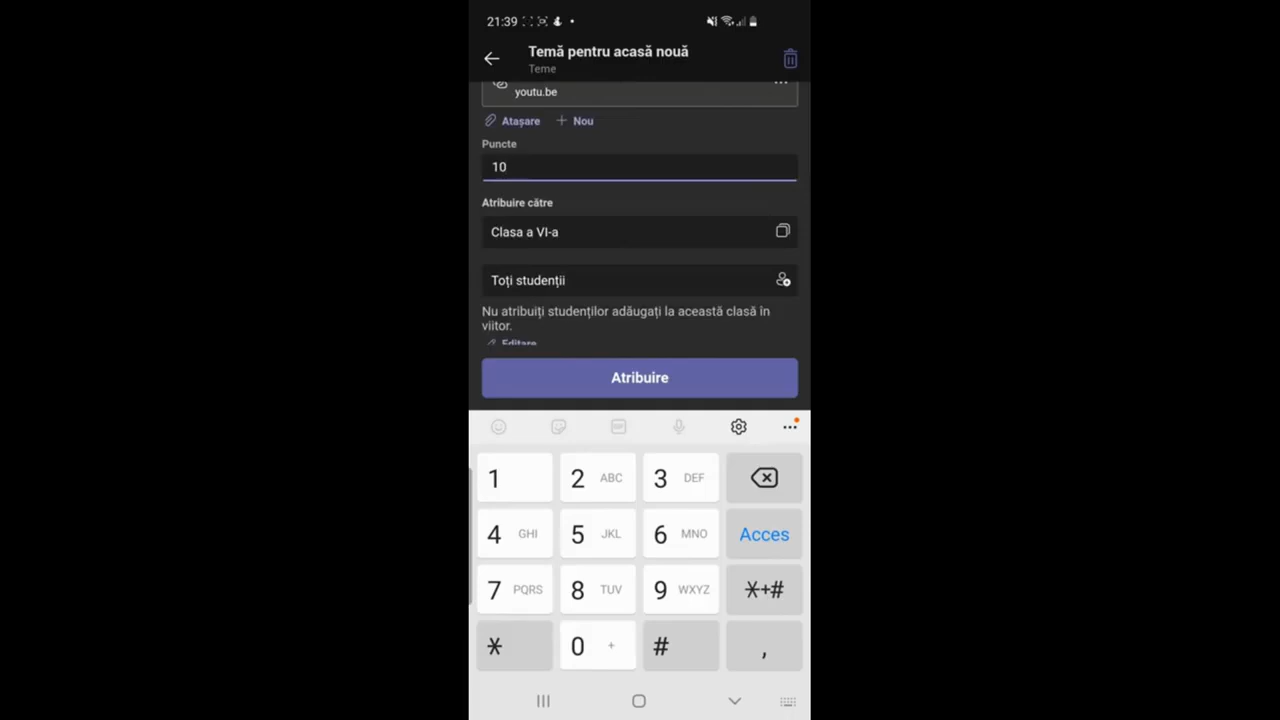 21:39
Temă pentru acasă nouă
Teme
youtu.be
Atașare
Nou
Puncte
10
Atribuire către
Clasa a VI-a
Toți studenții
Nu atribuiți studenților adăugați la această clasă în
viitor.
Editare
Atribuire
1 2 ABC 3 DEF
4 GHI 5 JKL 6 MNO Acces
7 PQRS 8 TUV 9 WXYZ *+#
* 0 + # ,